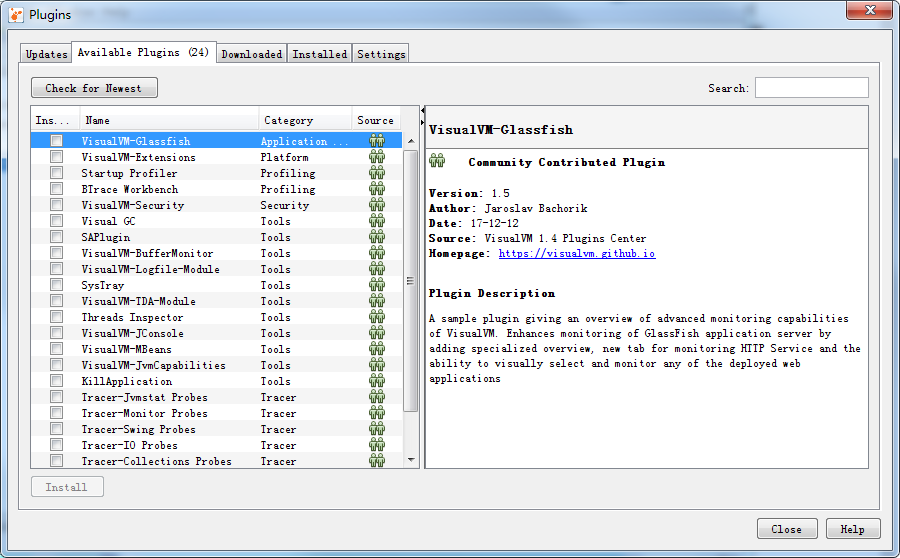 Plugins
Updates Available Plugins (24) Downloaded Installed Settings
Check for Newest Search:
Ins... Name Category Source
VisualVM-Glassfish Application ...
VisualVM-Extensions Platform
Startup Profiler Profiling
BTrace Workbench Profiling
VisualVM-Security Security
Visual GC Tools
SAPlugin Tools
VisualVM-BufferMonitor Tools
VisualVM-Logfile-Module Tools
SysTray Tools
VisualVM-TDA-Module Tools
Threads Inspector Tools
VisualVM-JConsole Tools
VisualVM-MBeans Tools
VisualVM-JvmCapabilities Tools
KillApplication Tools
Tracer-Jvmstat Probes Tracer
Tracer-Monitor Probes Tracer
Tracer-Swing Probes Tracer
Tracer-IO Probes Tracer
Tracer-Collections Probes Tracer
VisualVM-Glassfish
Community Contributed Plugin
Version: 1.5
Author: Jaroslav Bachorik
Date: 17-12-12
Source: VisualVM 1.4 Plugins Center
Homepage: https://visualvm.github.io
Plugin Description
A sample plugin giving an overview of advanced monitoring capabilities
of VisualVM. Enhances monitoring of GlassFish application server by
adding specialized overview, new tab for monitoring HTTP Service and the
ability to visually select and monitor any of the deployed web
applications
Install
Close Help